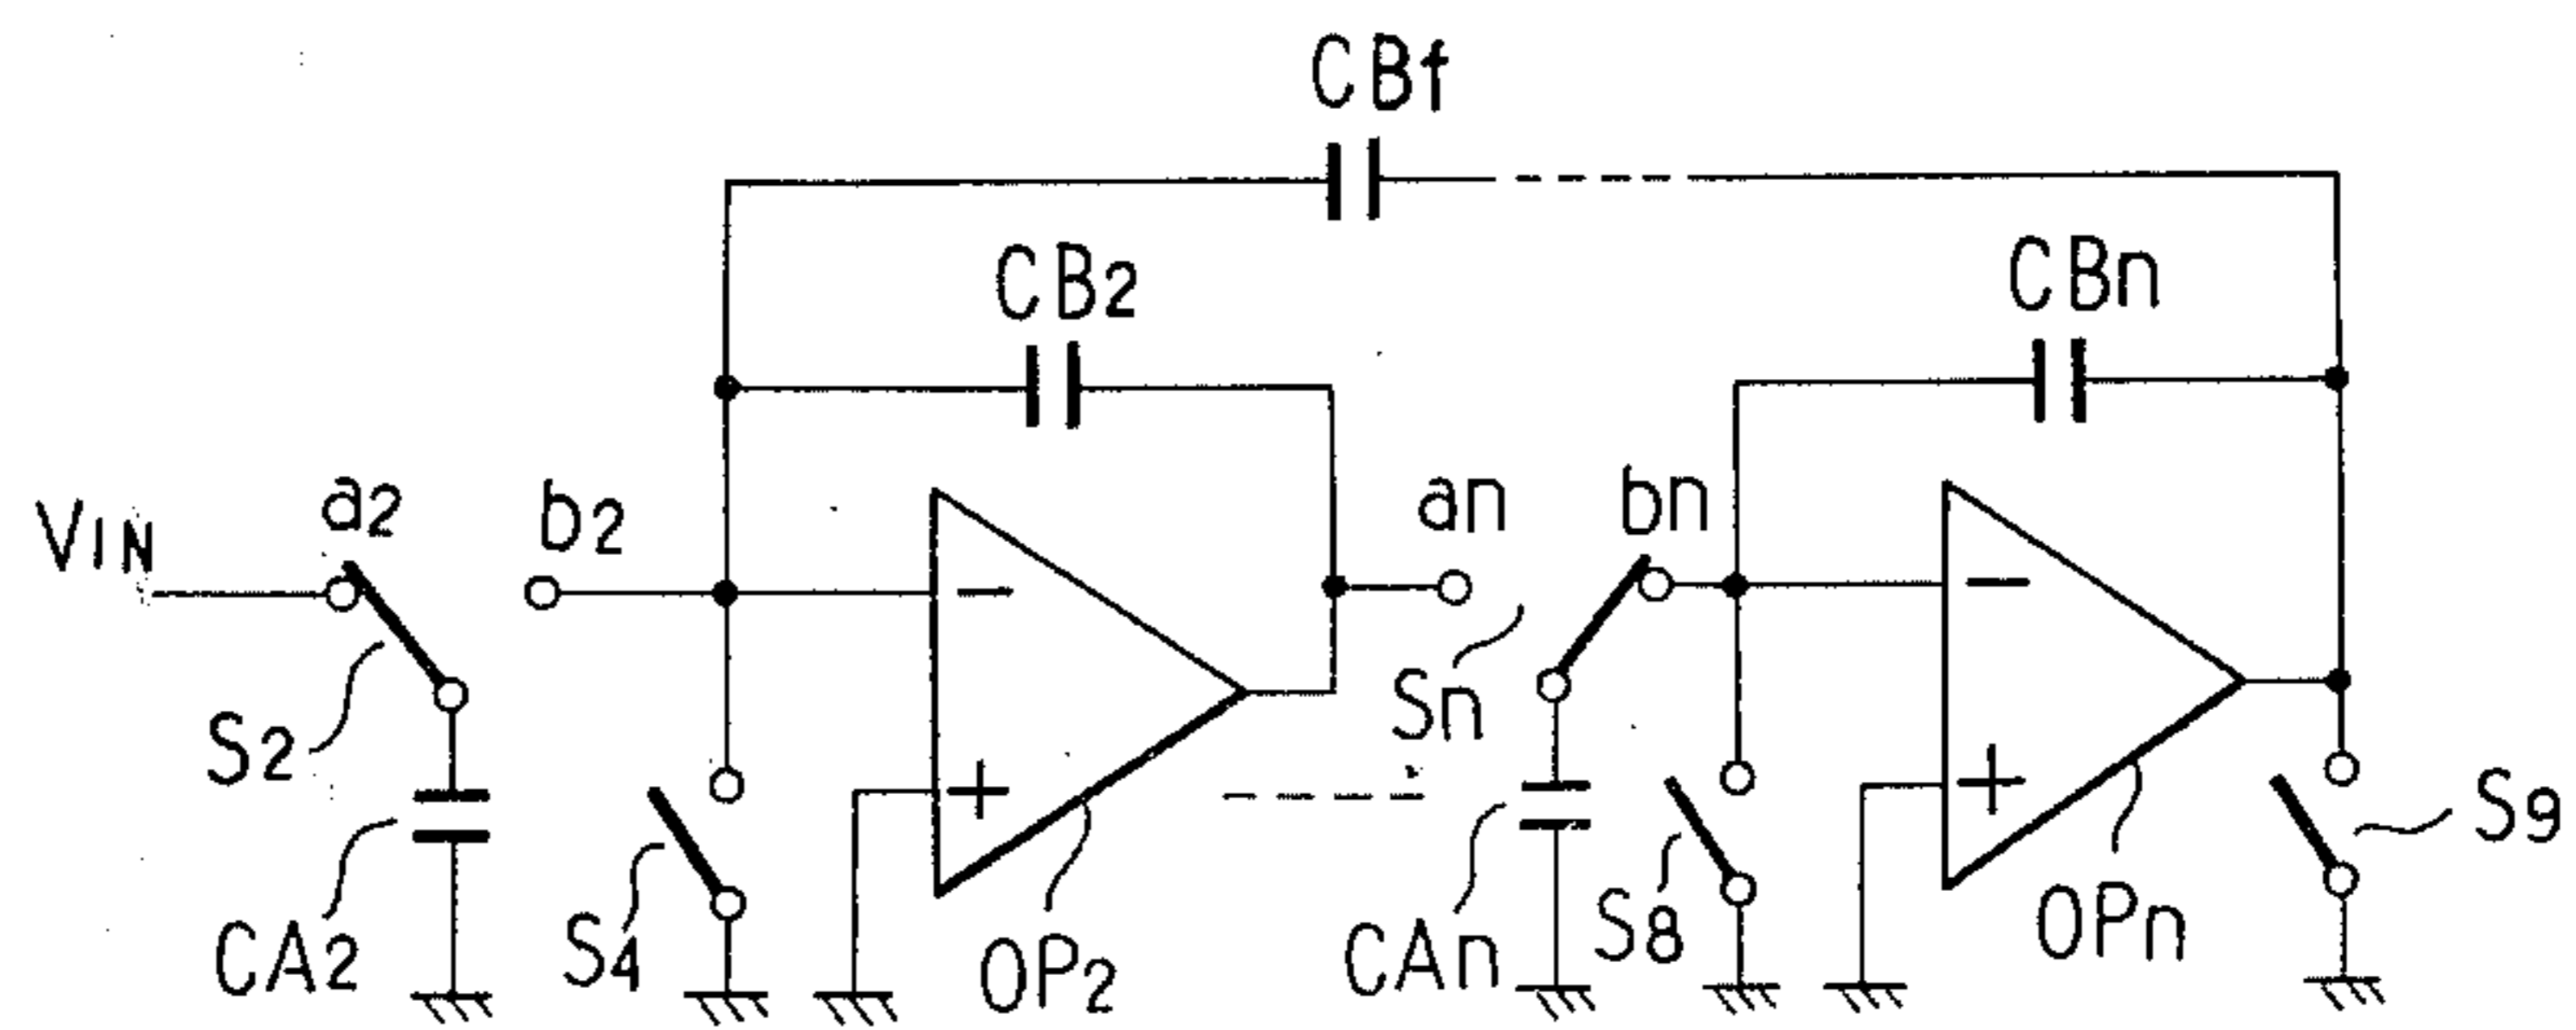 CBf
CB2
CBn
VIN
a2
b2
an
bn
-
-
S2
Sn
+
+
S9
CA2
S4
OP2
CAn
S8
OPn